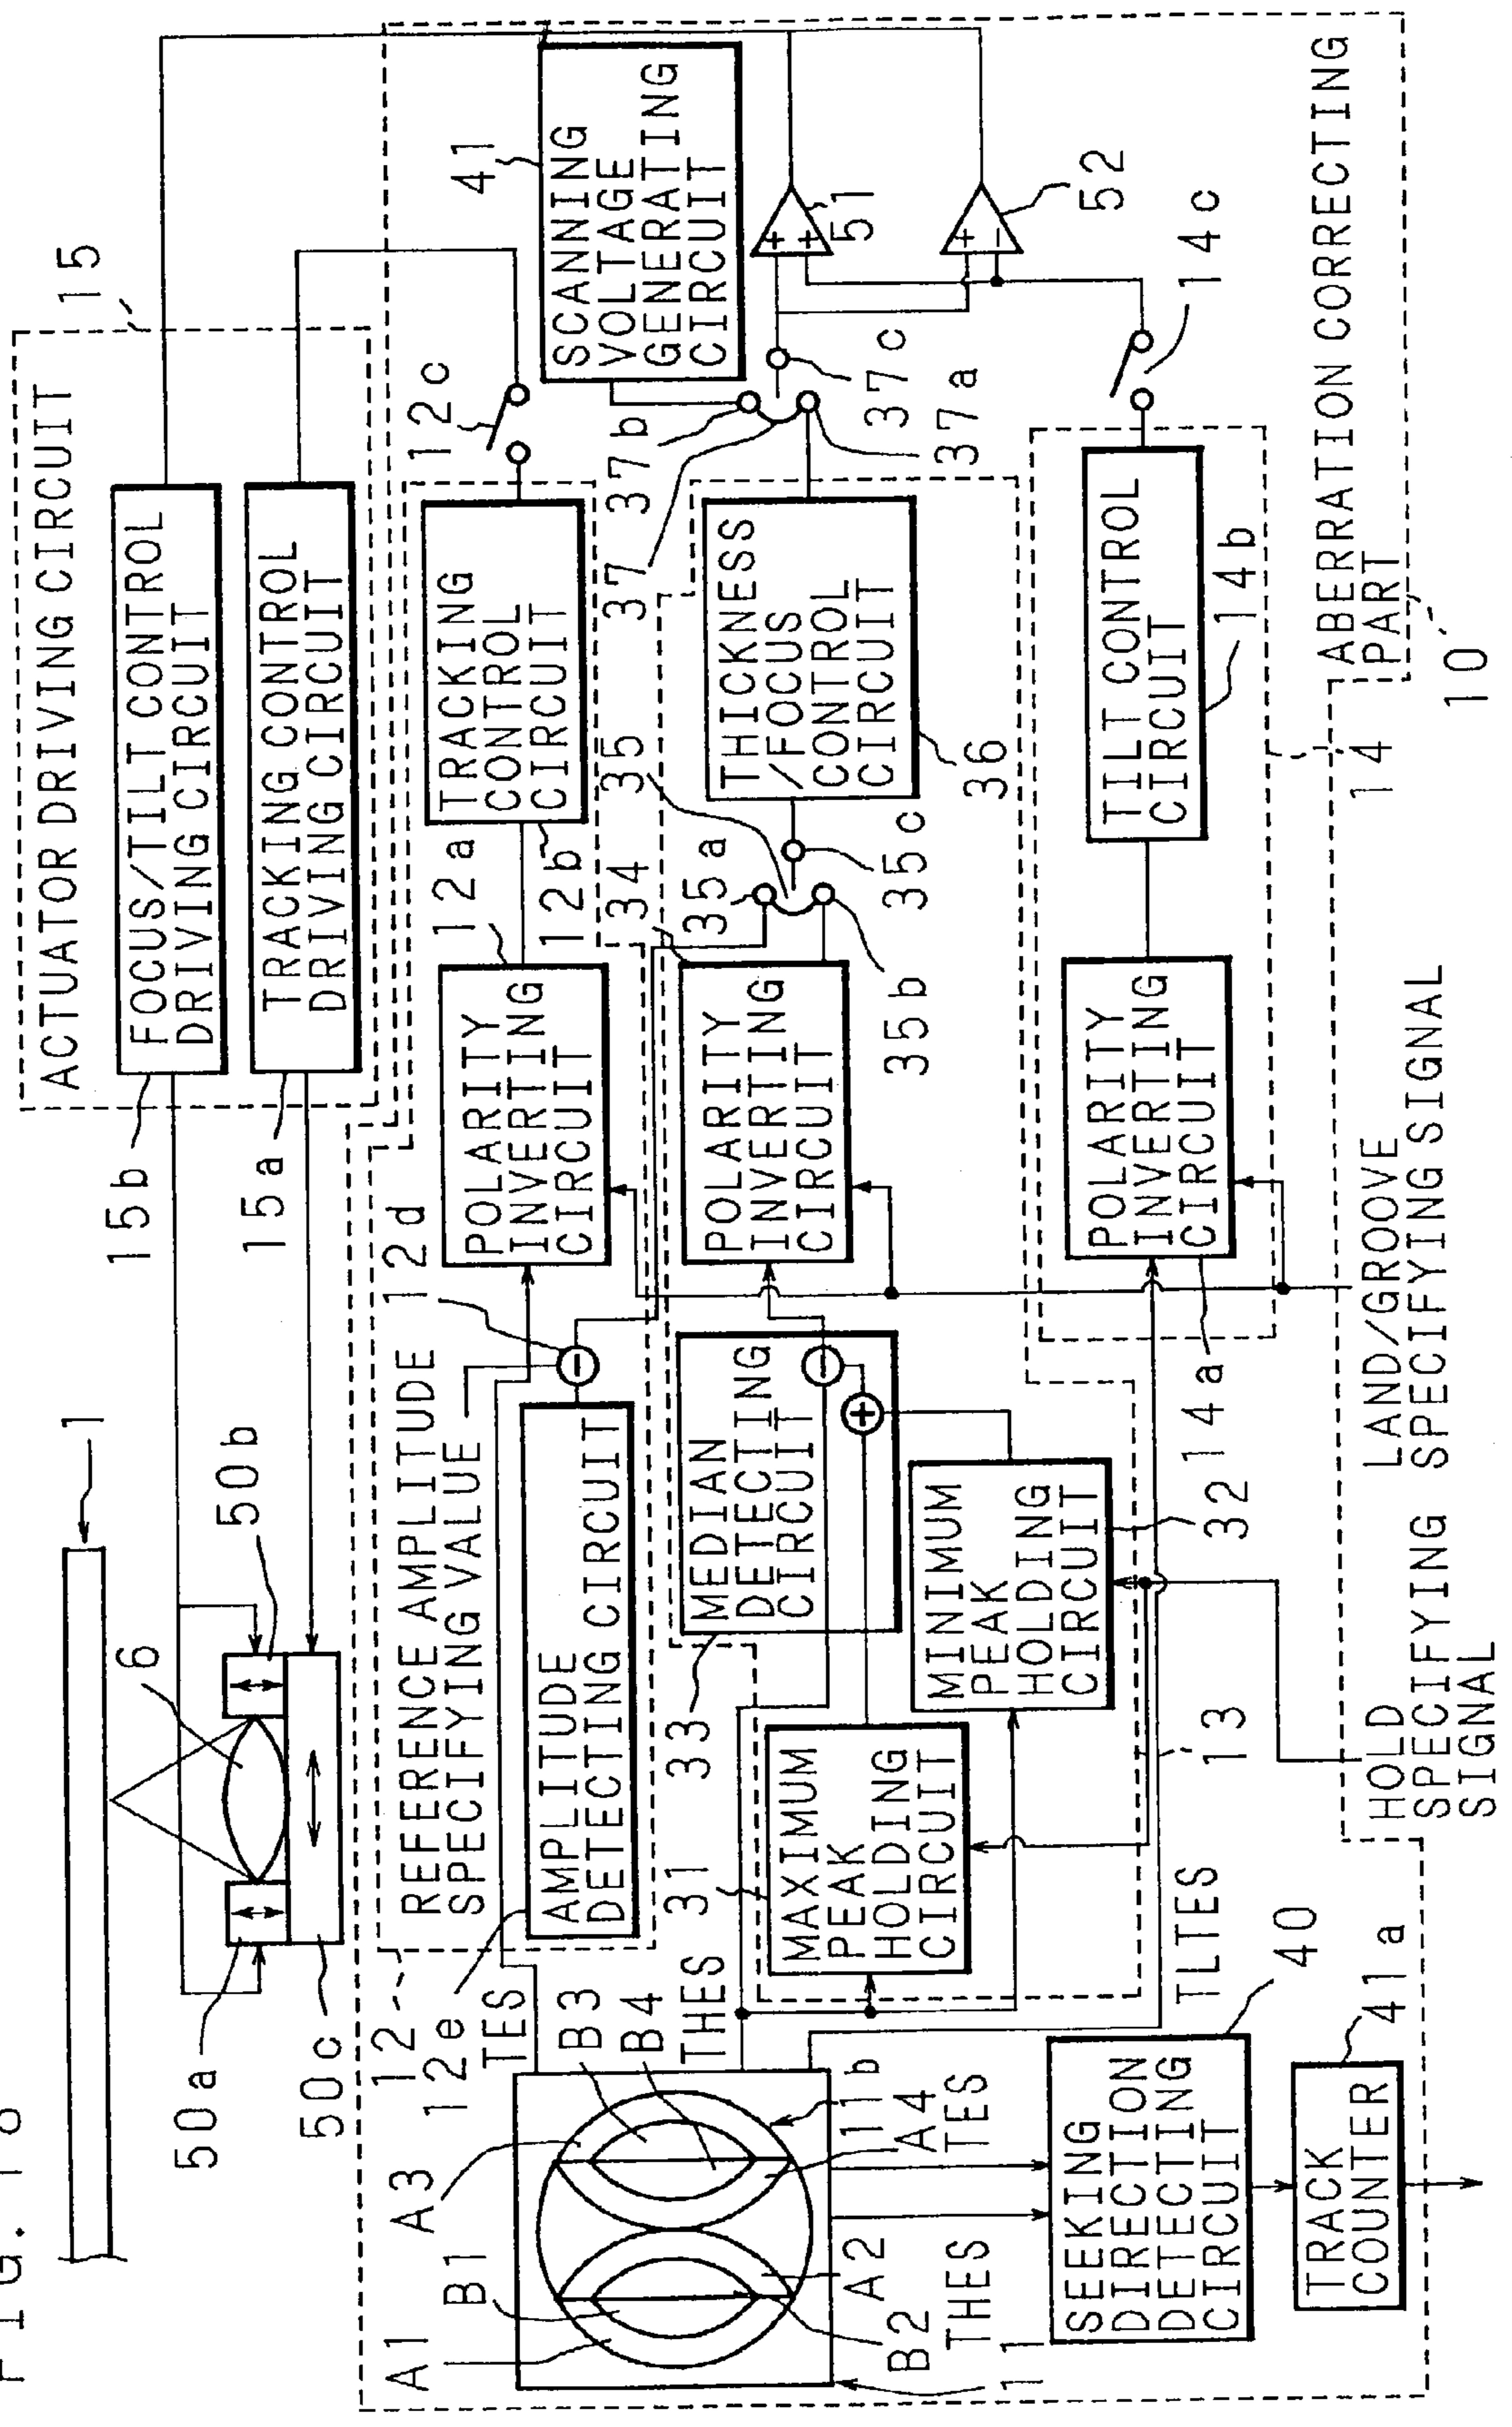 FIG. 18
1
6
50a
50b
50c
15b
15a
15
ACTUATOR DRIVING CIRCUIT
FOCUS/TILT CONTROL
DRIVING CIRCUIT
TRACKING CONTROL
DRIVING CIRCUIT
12
12e
REFERENCE AMPLITUDE
SPECIFYING VALUE
AMPLITUDE
DETECTING CIRCUIT
12d
POLARITY
INVERTING
CIRCUIT
12a
TRACKING
CONTROL
CIRCUIT
12b
12c
41
SCANNING
VOLTAGE
GENERATING
CIRCUIT
TES
THES
A1
B1
A3
B3
B4
11b
A4
A2
B2
11
THES
TES
31
MAXIMUM
PEAK
HOLDING
CIRCUIT
33
MEDIAN
DETECTING
CIRCUIT
−
+
MINIMUM
PEAK
HOLDING
CIRCUIT
32
34
POLARITY
INVERTING
CIRCUIT
35
35a
35b
35c
THICKNESS
/FOCUS
CONTROL
CIRCUIT
36
37
37b
37c
37a
+
+
51
+
−
52
13
TLTES
14a
POLARITY
INVERTING
CIRCUIT
TILT CONTROL
CIRCUIT
14b
14
14c
SEEKING
DIRECTION
DETECTING
CIRCUIT
40
TRACK
COUNTER
41a
HOLD
SPECIFYING
SIGNAL
LAND/GROOVE
SPECIFYING SIGNAL
ABERRATION CORRECTING
PART
10